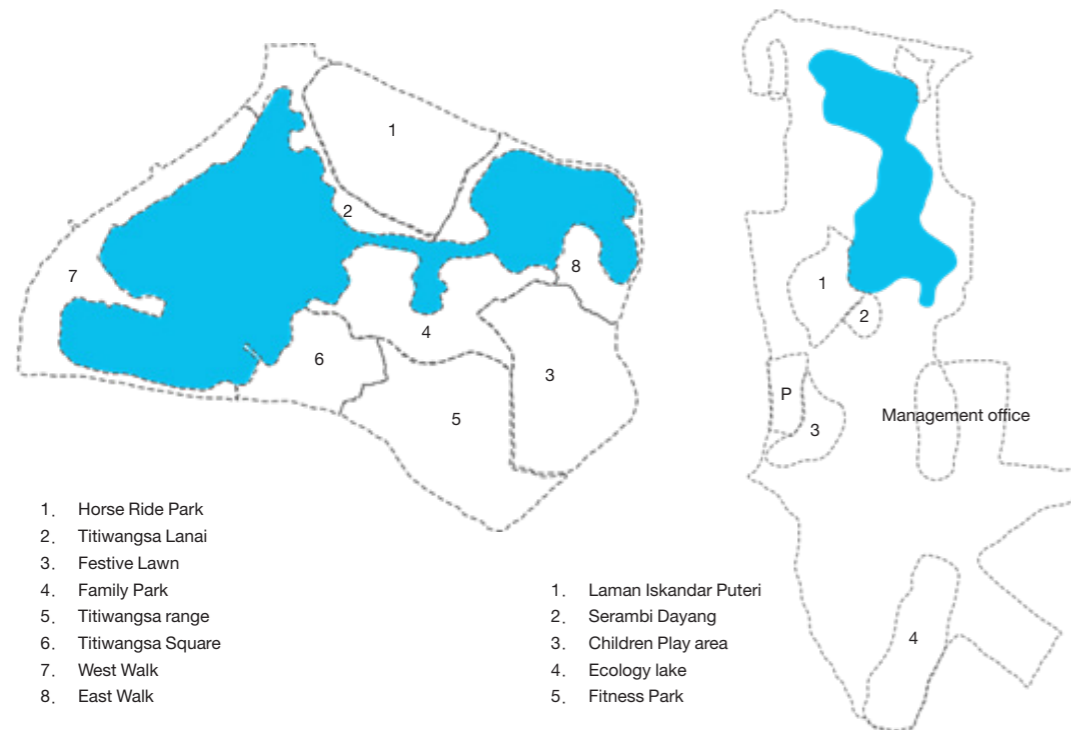 1
2
7
8
4
6
3
5
1. Horse Ride Park
2. Titiwangsa Lanai
3. Festive Lawn
4. Family Park
5. Titiwangsa range
6. Titiwangsa Square
7. West Walk
8. East Walk
1
2
P
3
Management office
4
1. Laman Iskandar Puteri
2. Serambi Dayang
3. Children Play area
4. Ecology lake
5. Fitness Park